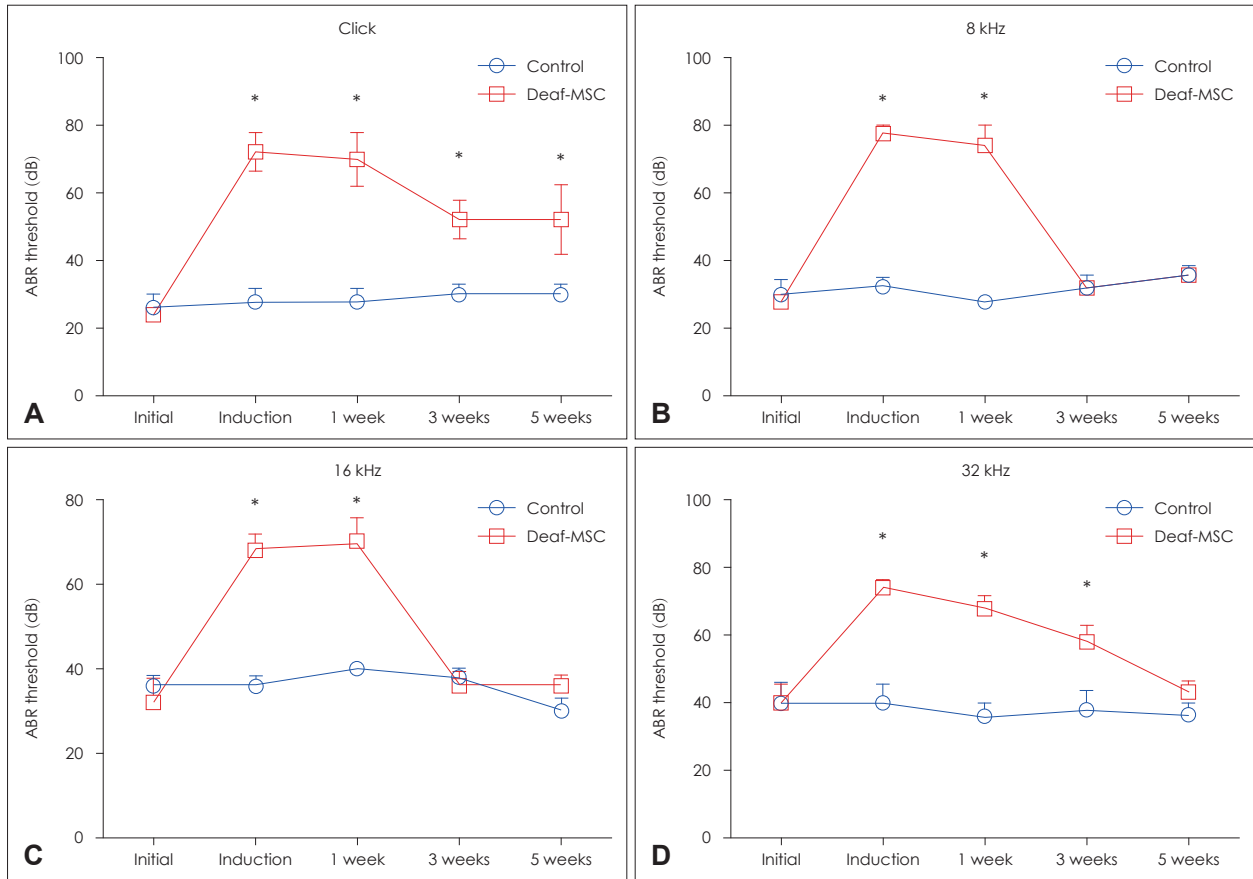 Click
100
80
60
40
20
0
ABR threshold (dB)
Control
Deaf-MSC
*
*
*
*
Initial
Induction
1 week
3 weeks
5 weeks
A
8 kHz
100
80
60
40
20
0
ABR threshold (dB)
Control
Deaf-MSC
*
*
Initial
Induction
1 week
3 weeks
5 weeks
B
16 kHz
80
60
40
20
0
ABR threshold (dB)
Control
Deaf-MSC
*
*
Initial
Induction
1 week
3 weeks
5 weeks
C
32 kHz
100
80
60
40
20
0
ABR threshold (dB)
Control
Deaf-MSC
*
*
*
Initial
Induction
1 week
3 weeks
5 weeks
D